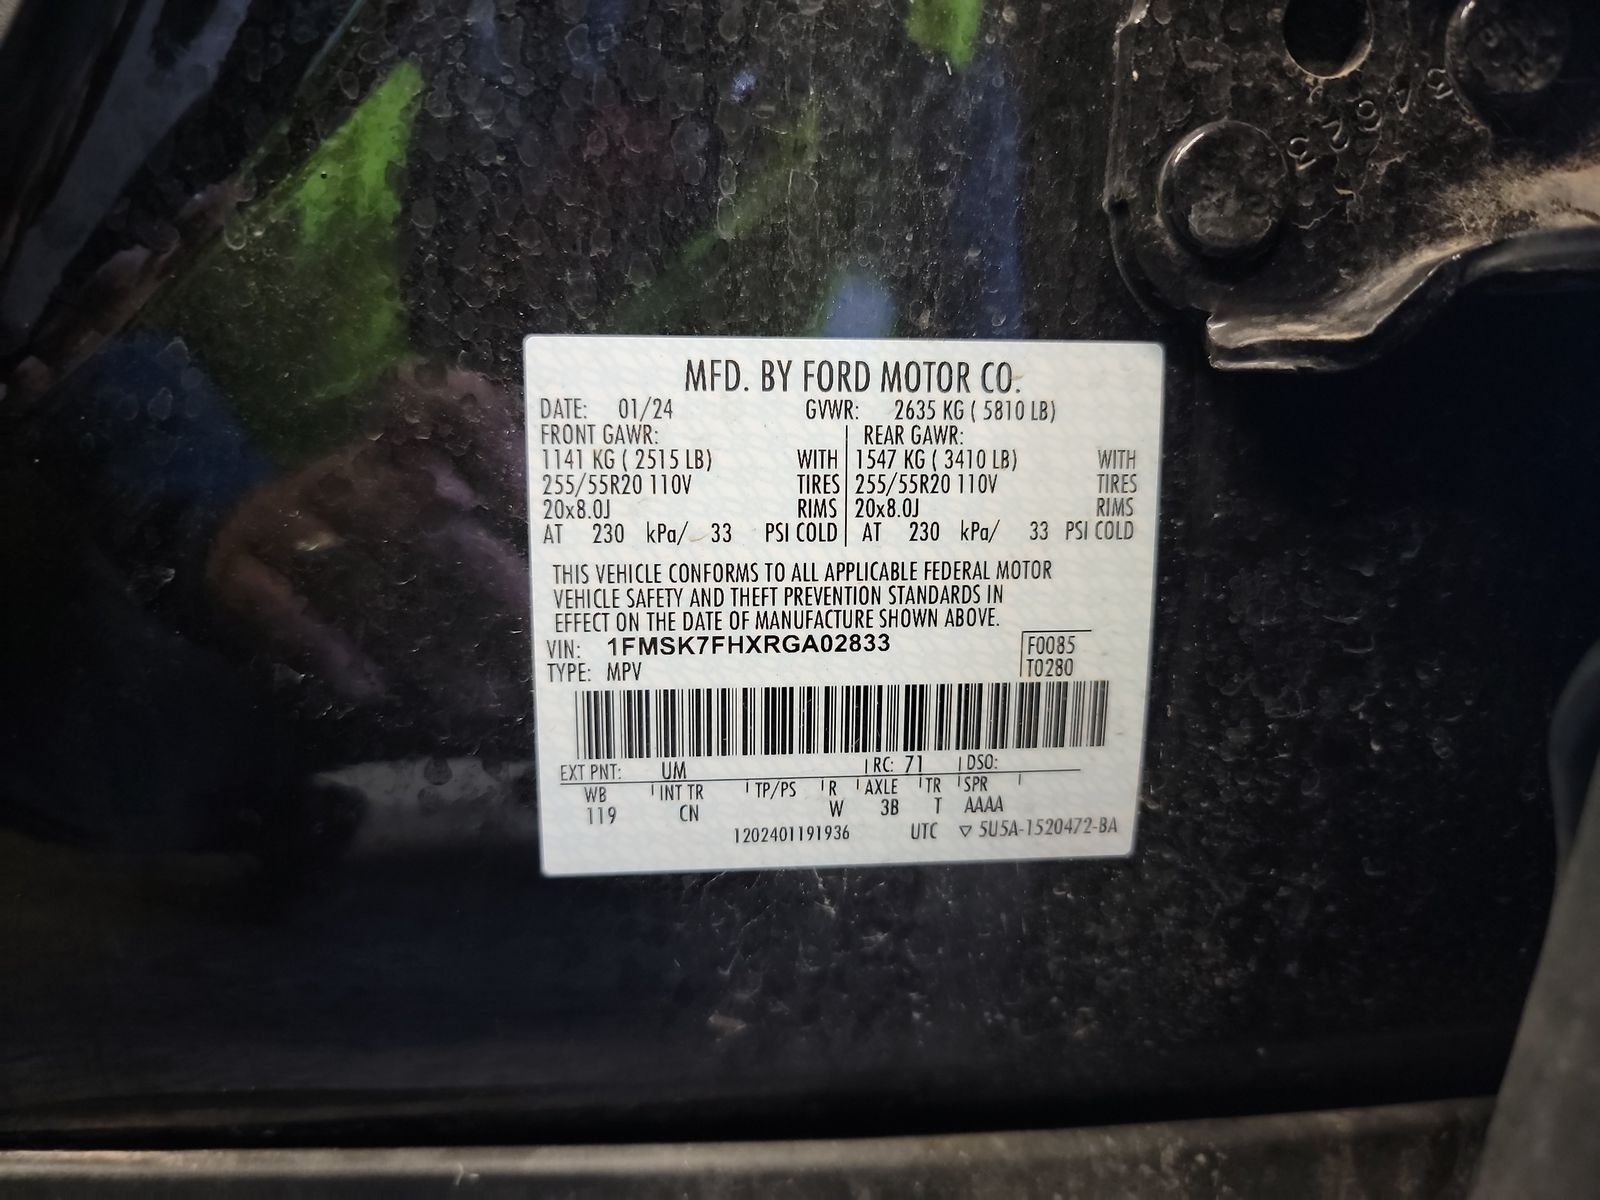 MFD. BY FORD MOTOR CO.
DATE: 01/24 GVWR: 2635 KG ( 5810 LB)
FRONT GAWR: REAR GAWR:
1141 KG ( 2515 LB) WITH 1547 KG ( 3410 LB) WITH
255/55R20 110V TIRES 255/55R20 110V TIRES
20x8.0J RIMS 20x8.0J RIMS
AT 230 kPa/ 33 PSI COLD AT 230 kPa/ 33 PSI COLD
THIS VEHICLE CONFORMS TO ALL APPLICABLE FEDERAL MOTOR
VEHICLE SAFETY AND THEFT PREVENTION STANDARDS IN
EFFECT ON THE DATE OF MANUFACTURE SHOWN ABOVE.
VIN: 1FMSK7FHXRGA02833 F0085
TYPE: MPV T0280
EXT PNT: UM RC: 71 DSO:
WB INT TR TP/PS R AXLE TR SPR
119 CN W 3B T AAAA
1202401191936 UTC ▽ 5U5A-1520472-BA